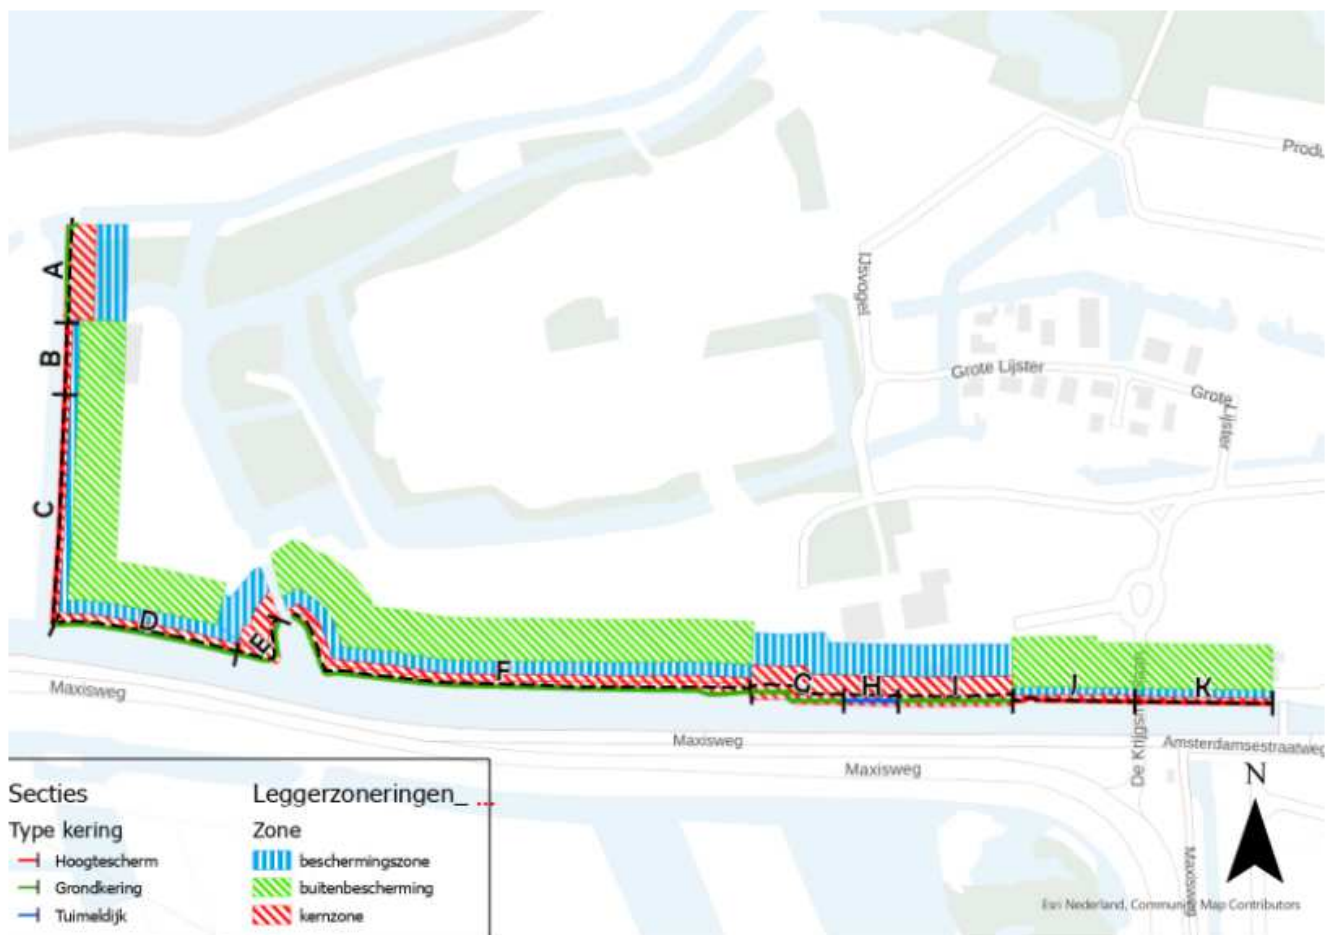 Produ
A
IJsvogel
B
Grote Lijster
Grote Lijster
C
D
E
F
G
H
I
J
K
Maxisweg
Maxisweg
Maxisweg
De Krijgsman
Amsterdamsestraatweg
Maxisweg
N
Secties
Type kering
Hoogtescherm
Grondkering
Tuimeldijk
Leggerzoneringen_ ...
Zone
beschermingszone
buitenbescherming
kernzone
Esri Nederland, Community Map Contributors